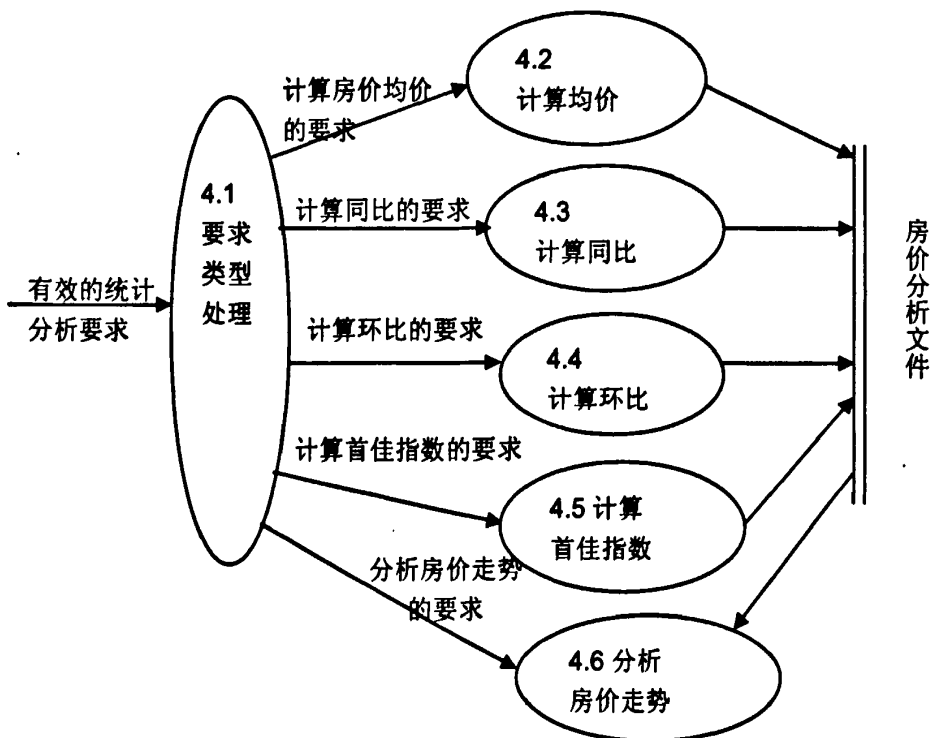 4.2
计算均价
计算房价均价
的要求
4.1
要求
类型
处理
计算同比的要求
4.3
计算同比
有效的统计
分析要求
计算环比的要求
4.4
计算环比
计算首佳指数的要求
4.5 计算
首佳指数
分析房价走势
的要求
4.6 分析
房价走势
房价分析文件